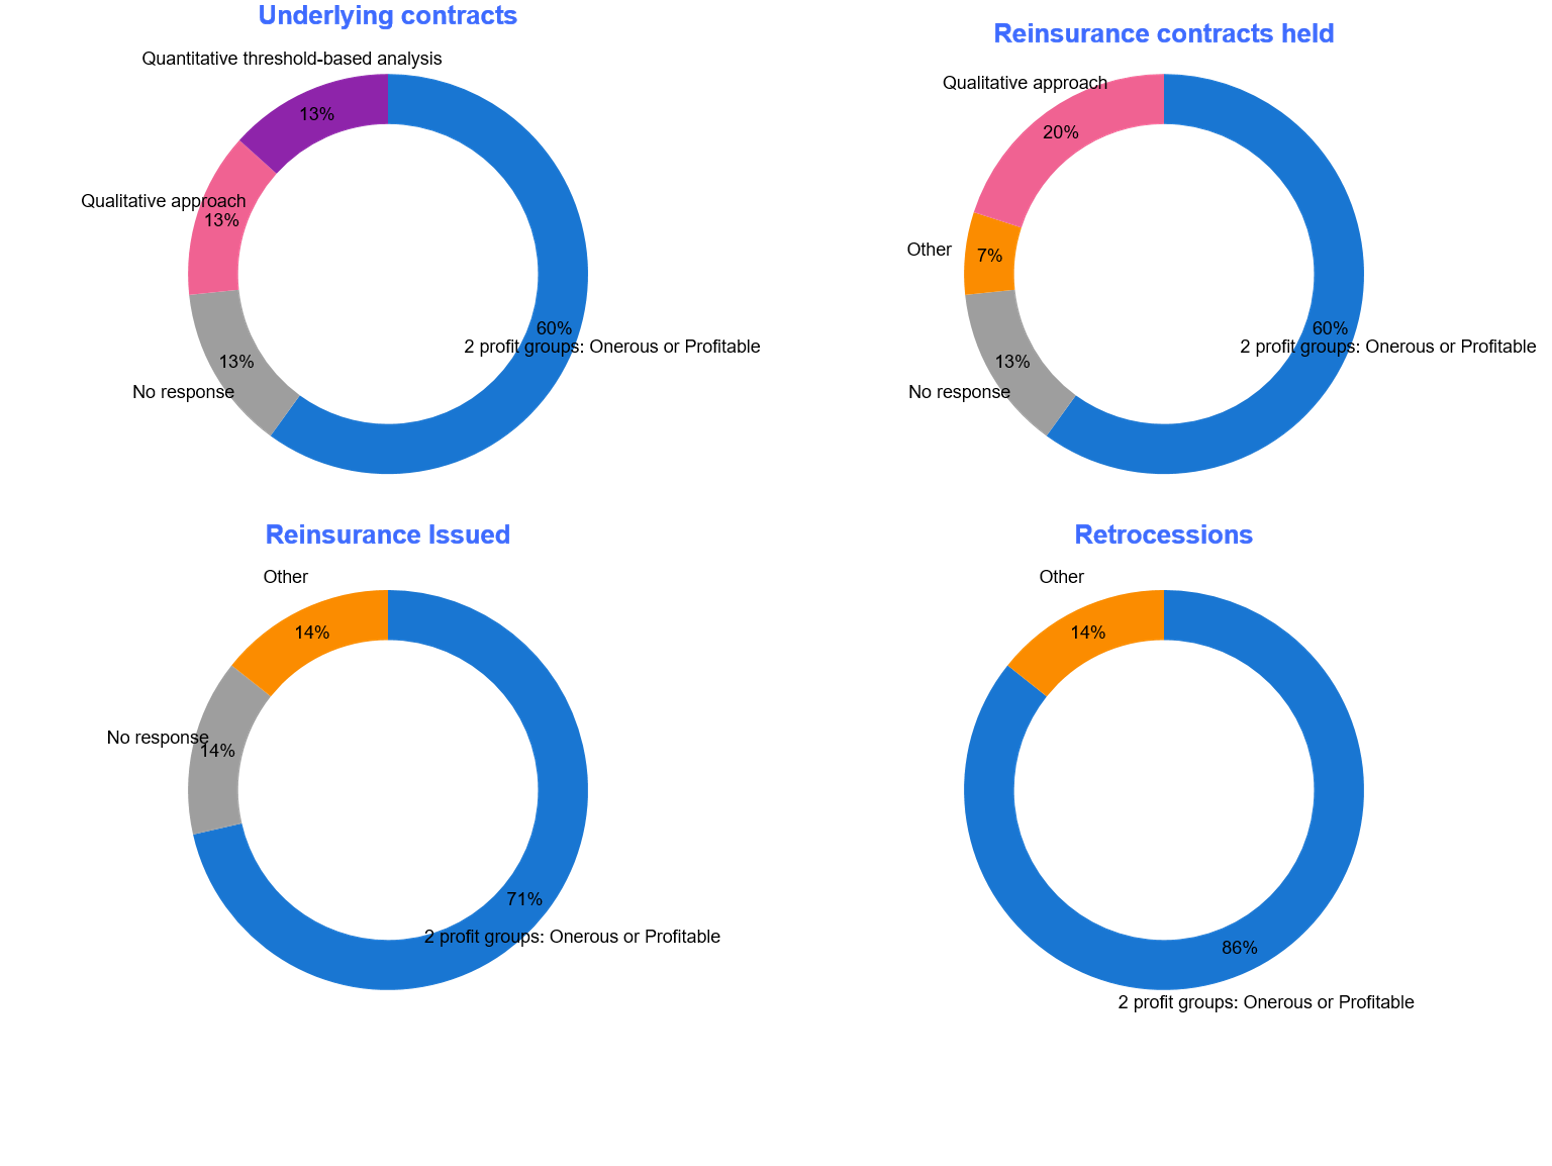 Underlying contracts
Quantitative threshold-based analysis
13%
Qualitative approach
13%
13%
No response
60%
2 profit groups: Onerous or Profitable
Reinsurance contracts held
Qualitative approach
20%
Other
7%
13%
No response
60%
2 profit groups: Onerous or Profitable
Reinsurance Issued
Other
14%
No response
14%
71%
2 profit groups: Onerous or Profitable
Retrocessions
Other
14%
86%
2 profit groups: Onerous or Profitable